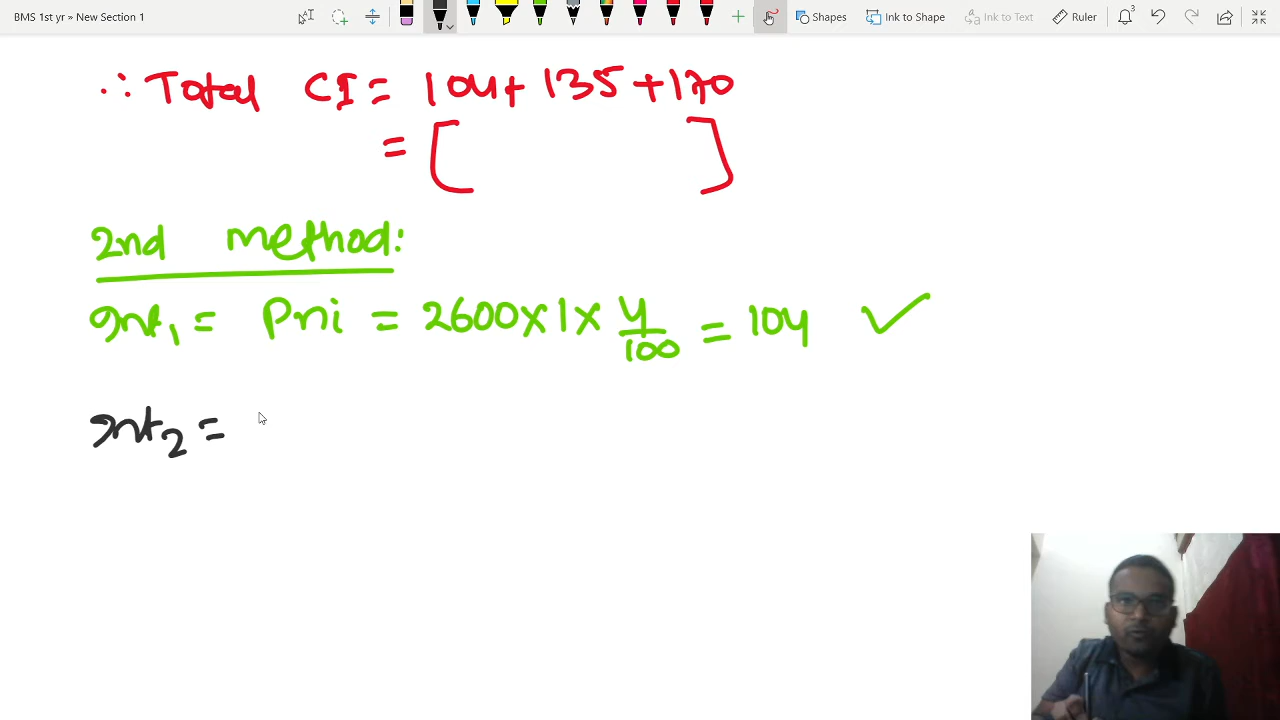 BMS 1st yr » New Section 1
Shapes Ink to Shape Ink to Text Ruler 3
∴ Total CI = 104+ 135 + 170
= [ ]
2nd method:
Int₁ = Pni = 2600 × 1 × 4/100 = 104 ✓
Int₂ =